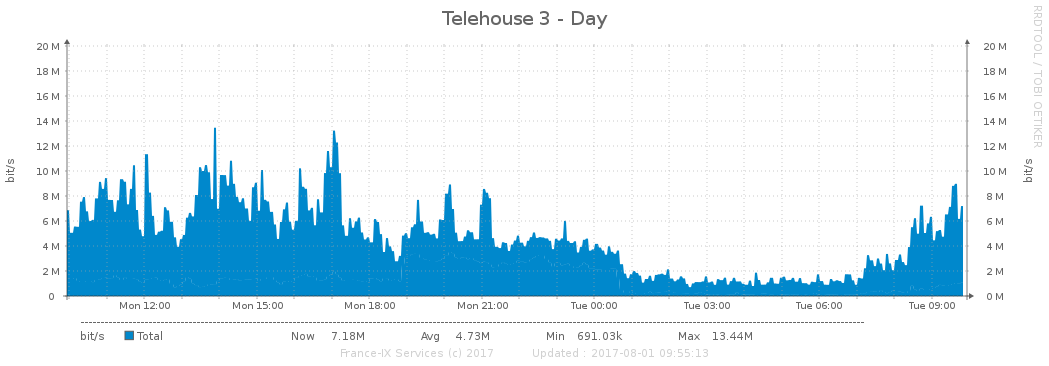 Telehouse 3 - Day
RRDTOOL / TOBI OETIKER
bit/s
bit/s
20 M 20 M
18 M 18 M
16 M 16 M
14 M 14 M
12 M 12 M
10 M 10 M
8 M 8 M
6 M 6 M
4 M 4 M
2 M 2 M
0 0 M
Mon 12:00 Mon 15:00 Mon 18:00 Mon 21:00 Tue 00:00 Tue 03:00 Tue 06:00 Tue 09:00
bit/s Total Now 7.18M Avg 4.73M Min 691.03k Max 13.44M
France-IX Services (c) 2017 Updated : 2017-08-01 09:55:13